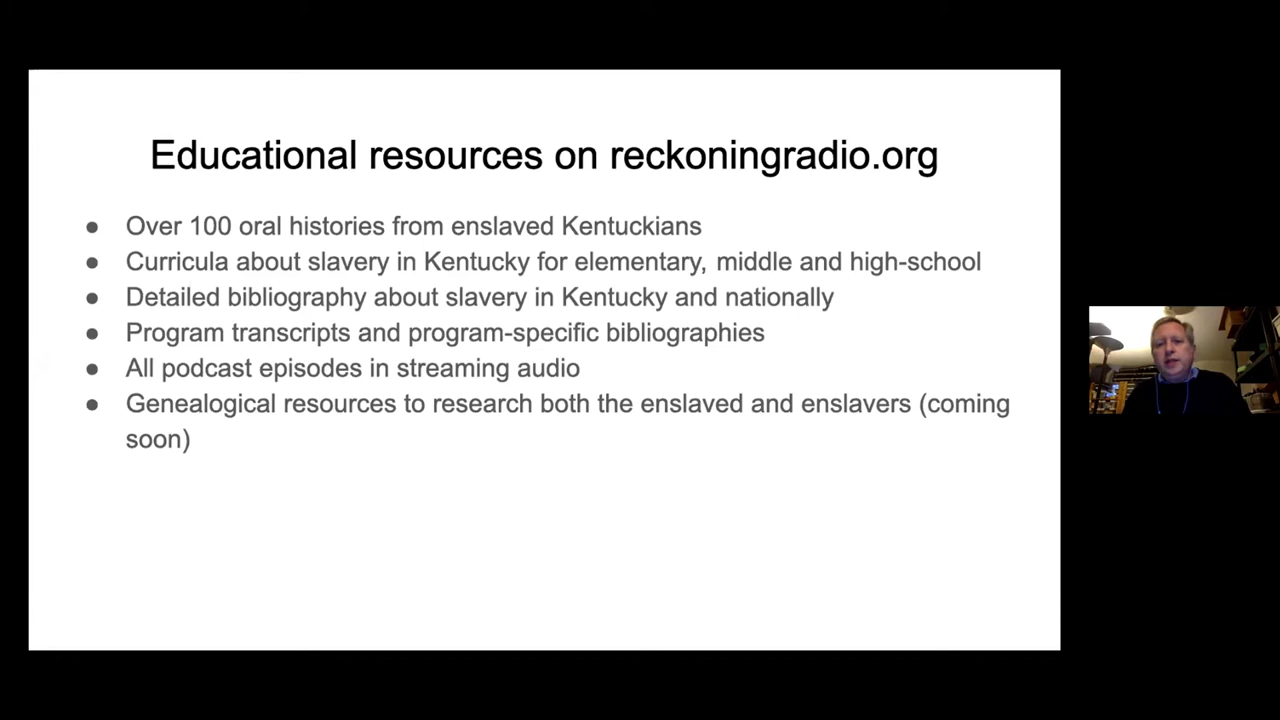 Educational resources on reckoningradio.org
● Over 100 oral histories from enslaved Kentuckians
● Curricula about slavery in Kentucky for elementary, middle and high-school
● Detailed bibliography about slavery in Kentucky and nationally
● Program transcripts and program-specific bibliographies
● All podcast episodes in streaming audio
● Genealogical resources to research both the enslaved and enslavers (coming
soon)